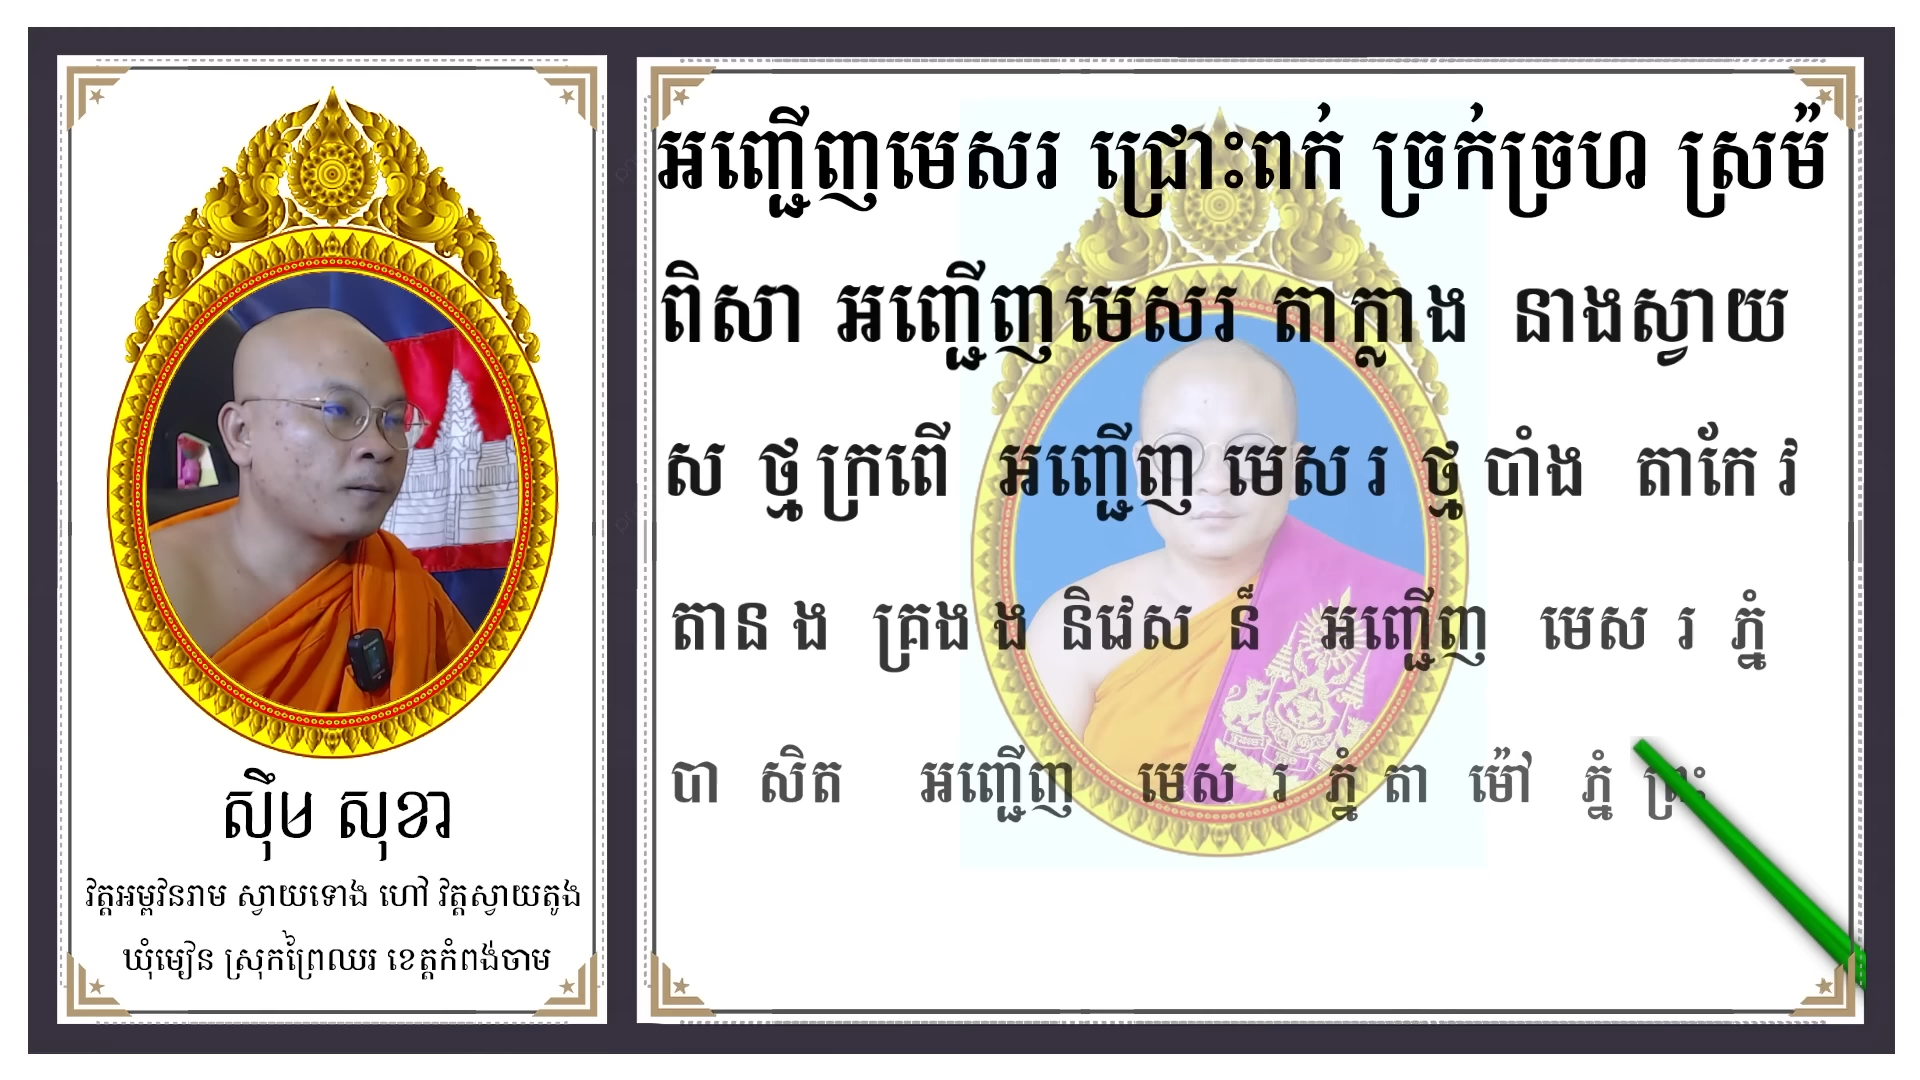 ស៊ីម សុខា
វត្តអម្ពវនរាម ស្វាយទោង ហៅ វត្តស្វាយតូង
ឃុំមៀន ស្រុកព្រៃឈរ ខេត្តកំពង់ចាម
អញ្ជើញមេសរ ជ្រោះពក់ ច្រក់ច្រហ ស្រម៉
ពិសា អញ្ជើញមេសរ តាក្លាង នាងស្វាយ
ស ថ្មក្រពើ អញ្ជើញ មេសរ ថ្មបាំង តាកែវ
តានង គ្រងង និវេសន៏ អញ្ជើញ មេសរ ភ្នំ
បា សិត អញ្ជើញ មេសរ ភ្នំតា ម៉ៅ ភ្នំ